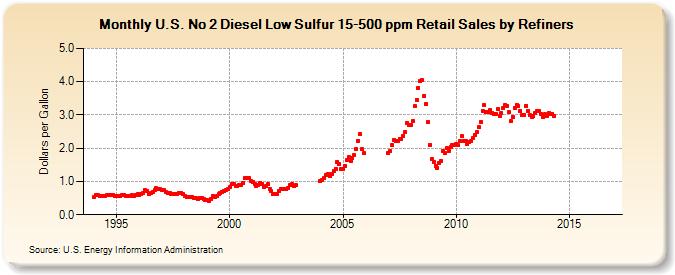 Monthly U.S. No 2 Diesel Low Sulfur 15-500 ppm Retail Sales by Refiners
Dollars per Gallon
5.0
4.0
3.0
2.0
1.0
0.0
1995 2000 2005 2010 2015
Source: U.S. Energy Information Administration